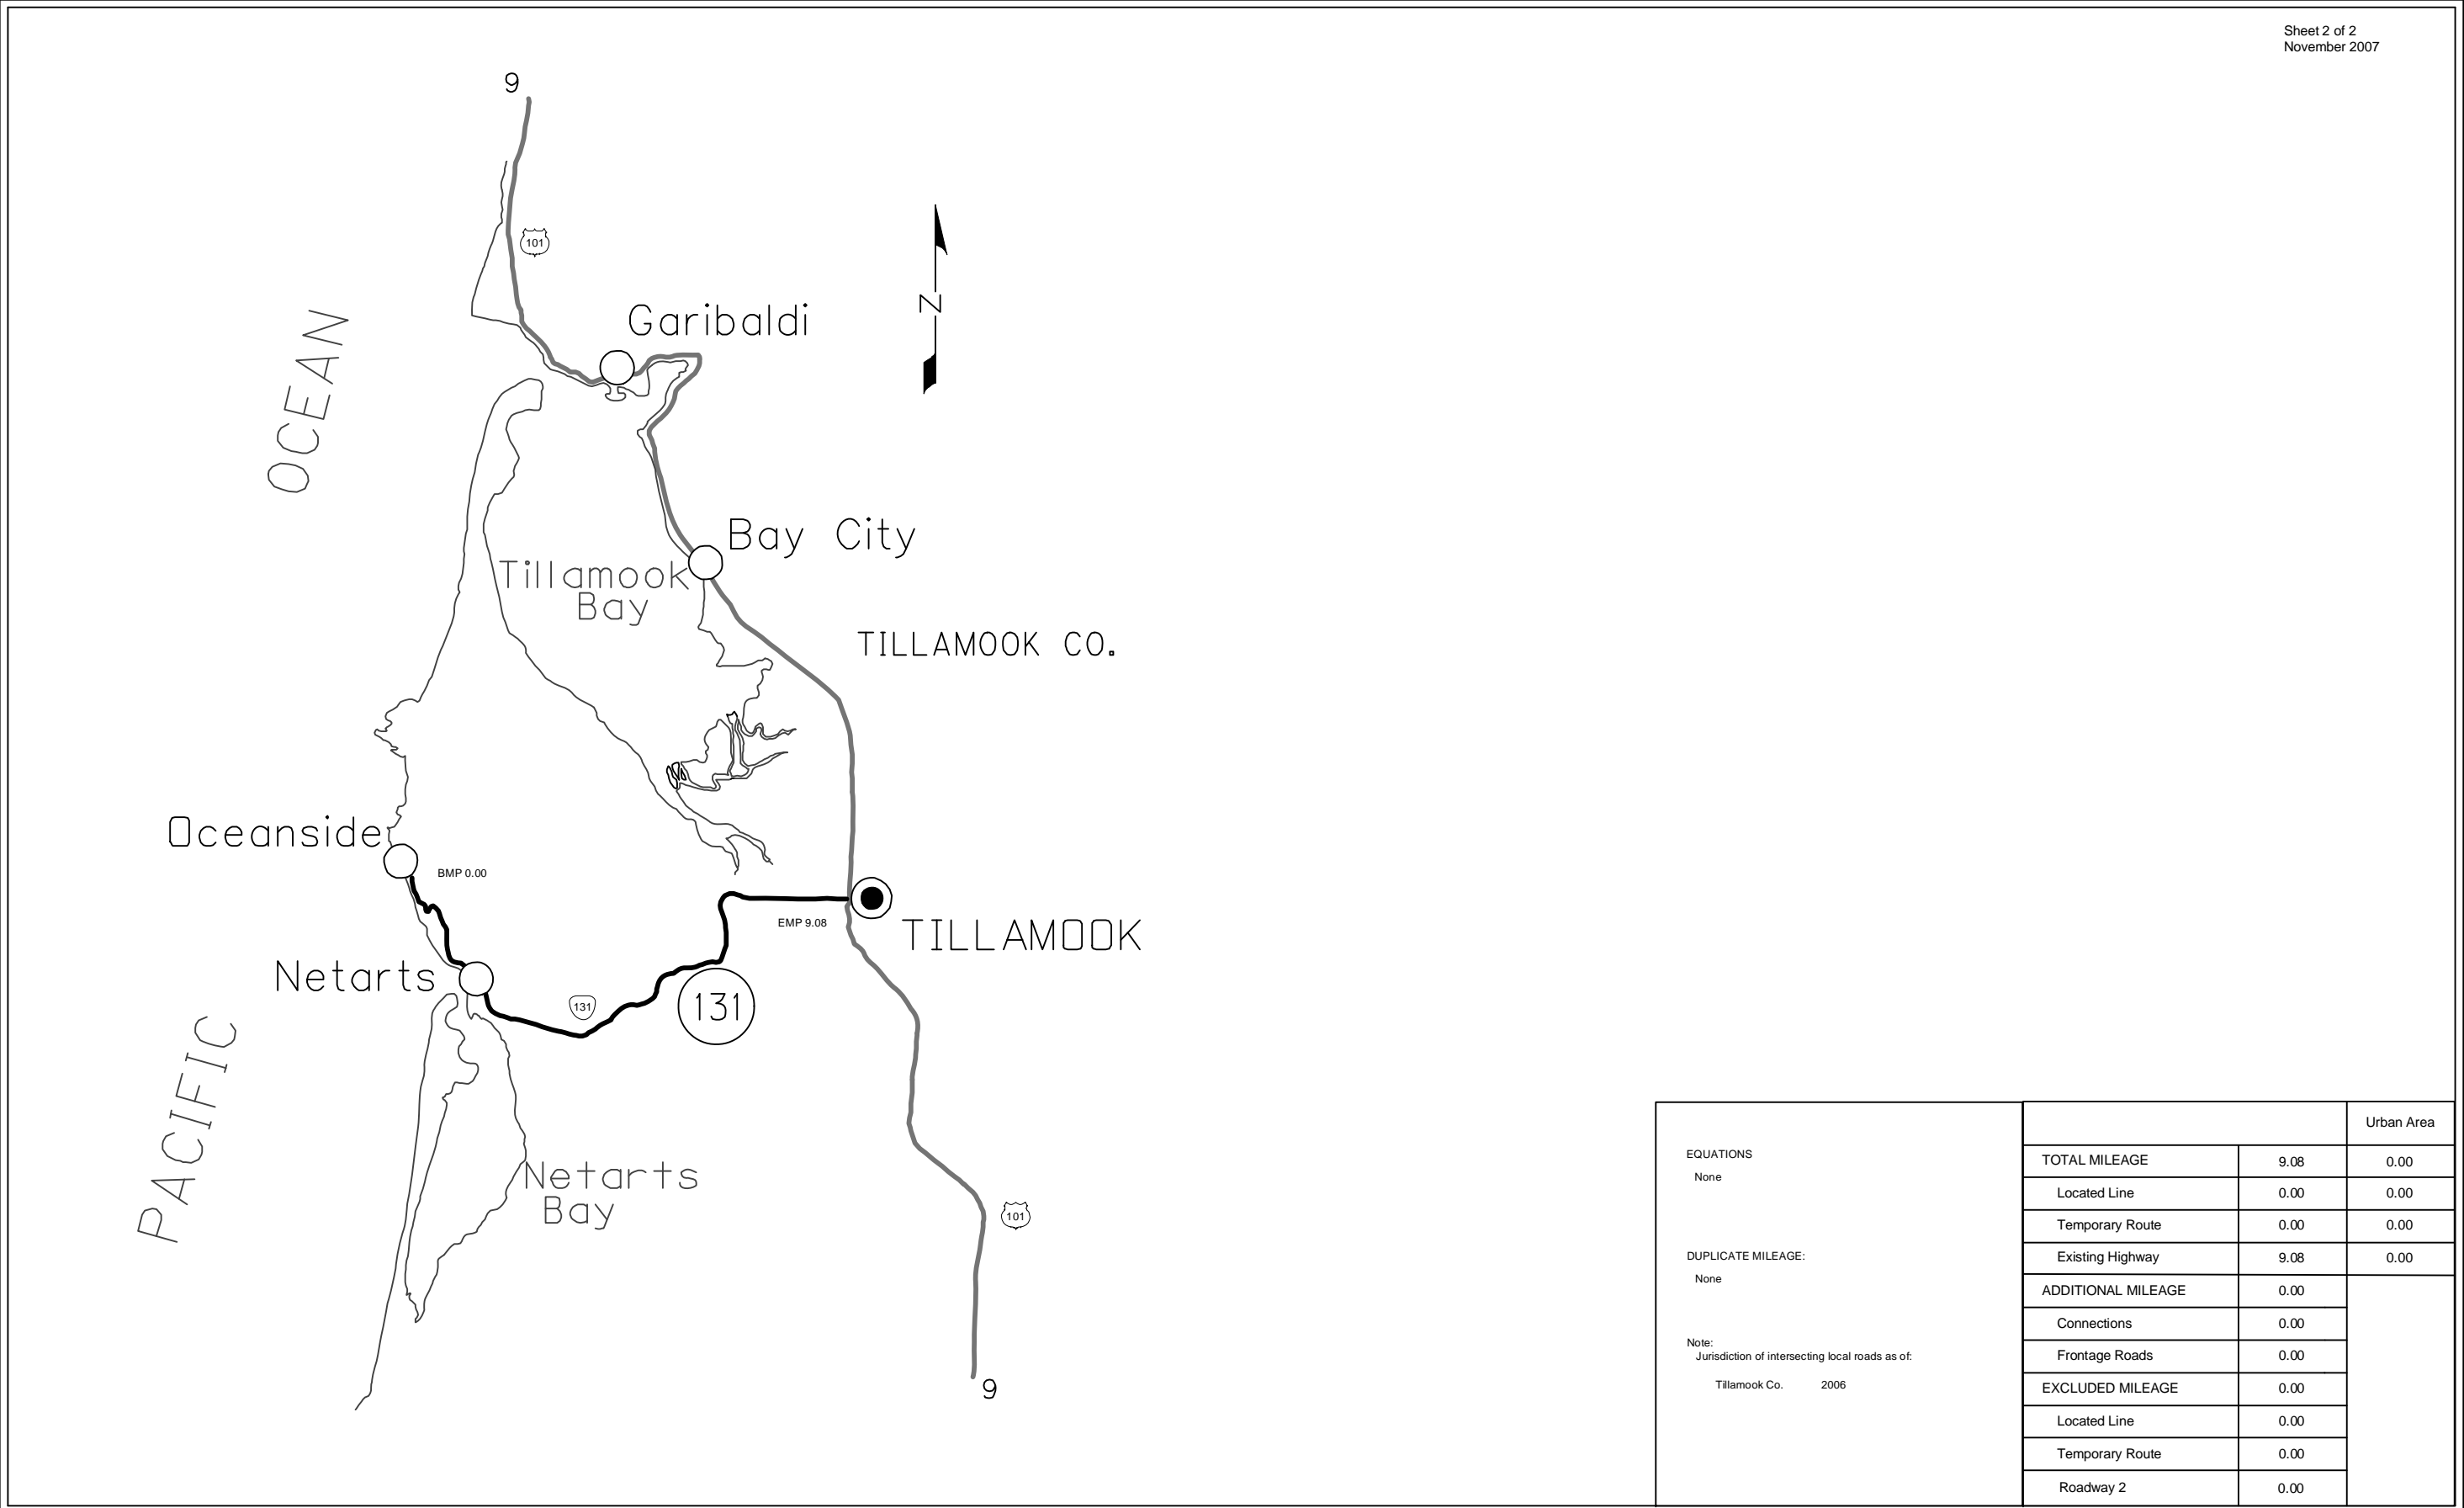 Sheet 2 of 2
November 2007
9
101
Garibaldi
OCEAN
N
Bay City
Tillamook
Bay
TILLAMOOK CO.
Oceanside
BMP 0.00
EMP 9.08
TILLAMOOK
Netarts
131
131
PACIFIC
Netarts
Bay
101
9
EQUATIONS
None
DUPLICATE MILEAGE:
None
Note:
Jurisdiction of intersecting local roads as of:
Tillamook Co. 2006
Urban Area
TOTAL MILEAGE 9.08 0.00
Located Line 0.00 0.00
Temporary Route 0.00 0.00
Existing Highway 9.08 0.00
ADDITIONAL MILEAGE 0.00
Connections 0.00
Frontage Roads 0.00
EXCLUDED MILEAGE 0.00
Located Line 0.00
Temporary Route 0.00
Roadway 2 0.00